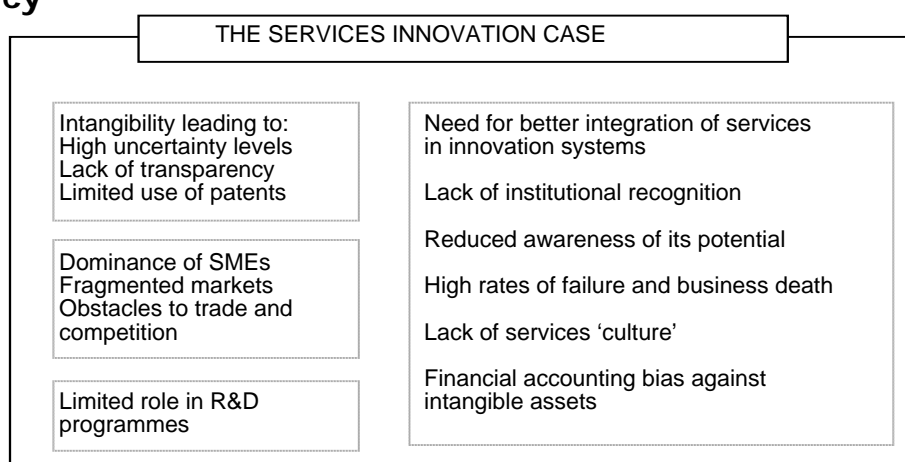 cy
THE SERVICES INNOVATION CASE
Intangibility leading to:
High uncertainty levels
Lack of transparency
Limited use of patents
Dominance of SMEs
Fragmented markets
Obstacles to trade and
competition
Limited role in R&D
programmes
Need for better integration of services
in innovation systems
Lack of institutional recognition
Reduced awareness of its potential
High rates of failure and business death
Lack of services ‘culture’
Financial accounting bias against
intangible assets